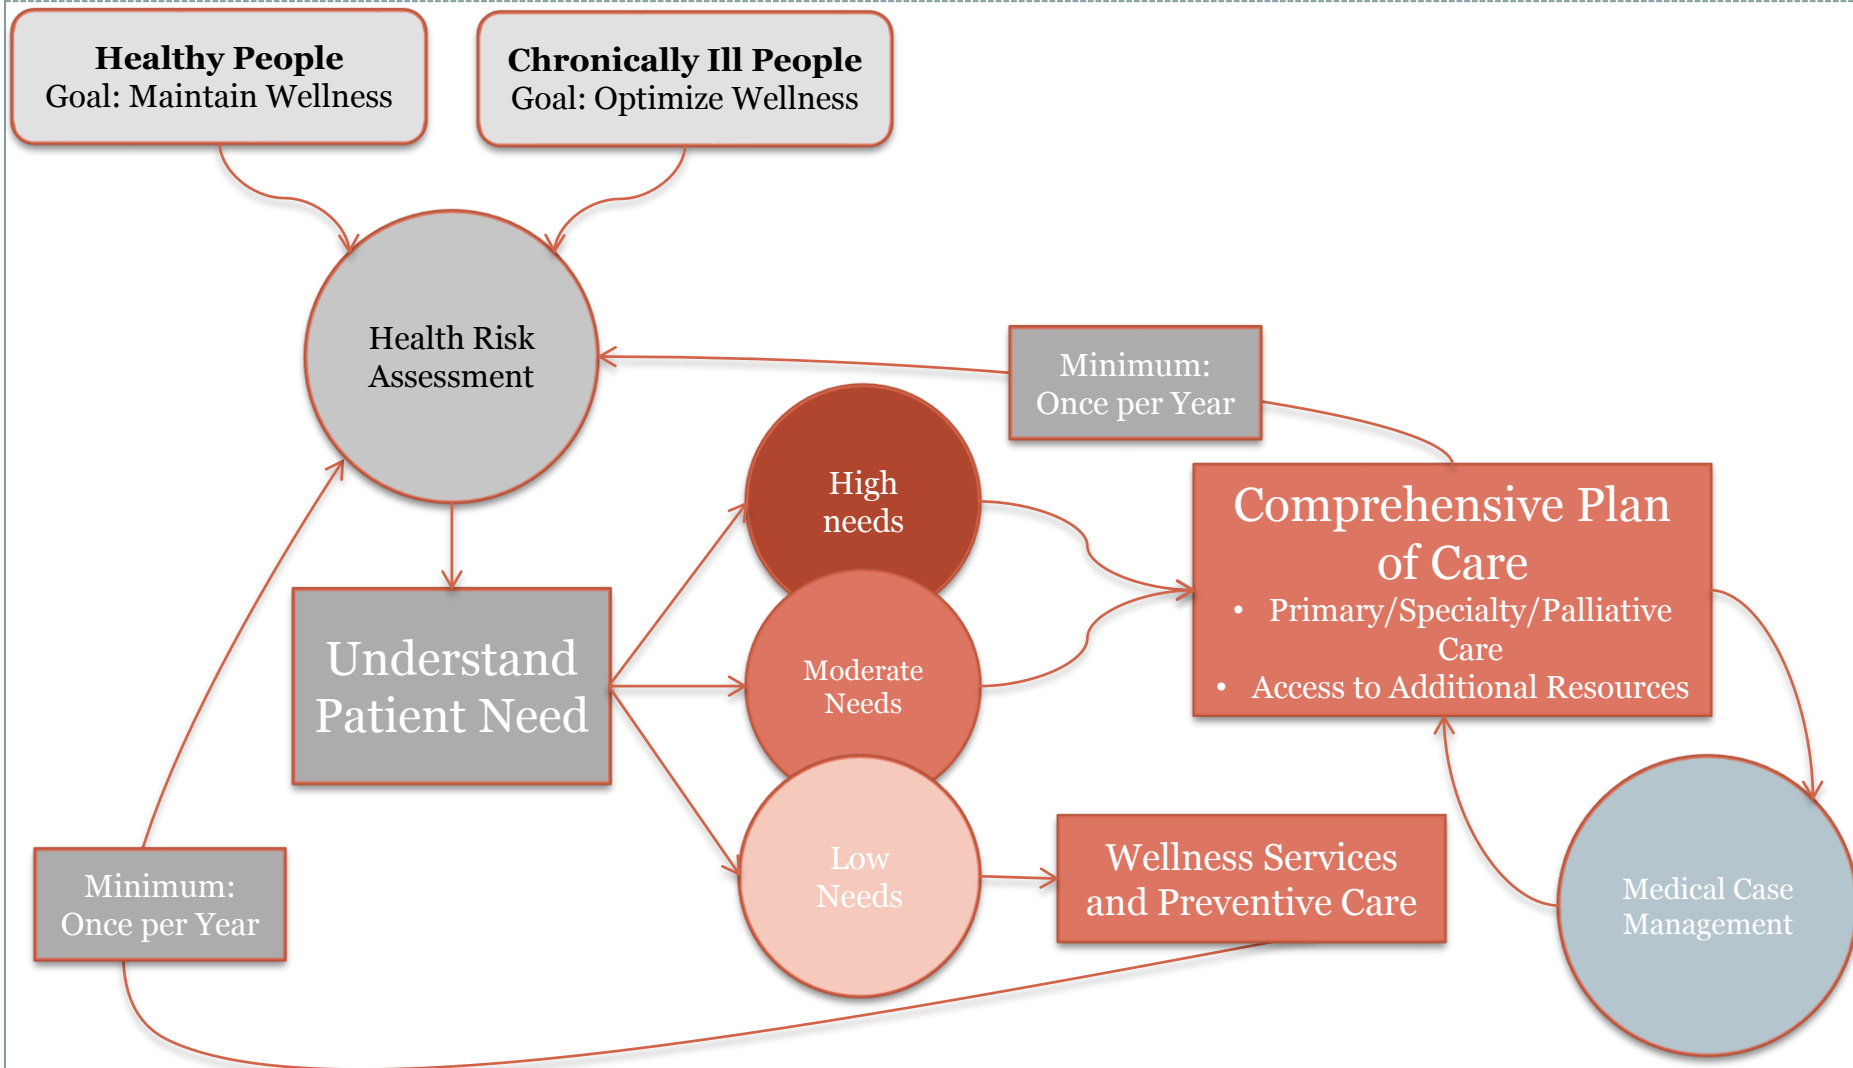 Healthy People
Goal: Maintain Wellness
Chronically Ill People
Goal: Optimize Wellness
Health Risk
Assessment
Minimum:
Once per Year
High
needs
Comprehensive Plan
of Care
• Primary/Specialty/Palliative
Care
• Access to Additional Resources
Understand
Patient Need
Moderate
Needs
Low
Needs
Wellness Services
and Preventive Care
Medical Case
Management
Minimum:
Once per Year